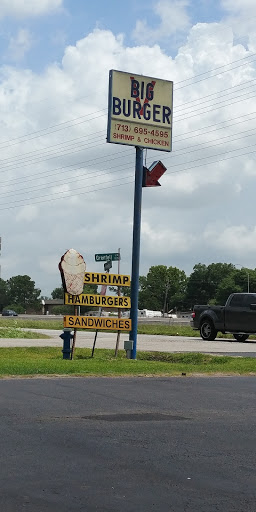 BIG
BURGER
(713) 695-4595
SHRIMP & CHICKEN
SHRIMP
HAMBURGERS
SANDWICHES